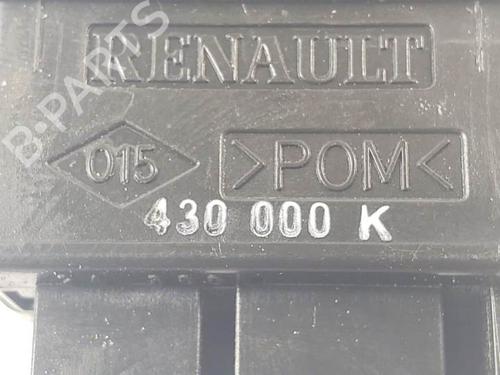 RENAULT
015 >POM<
430 000 K
B-PARTS